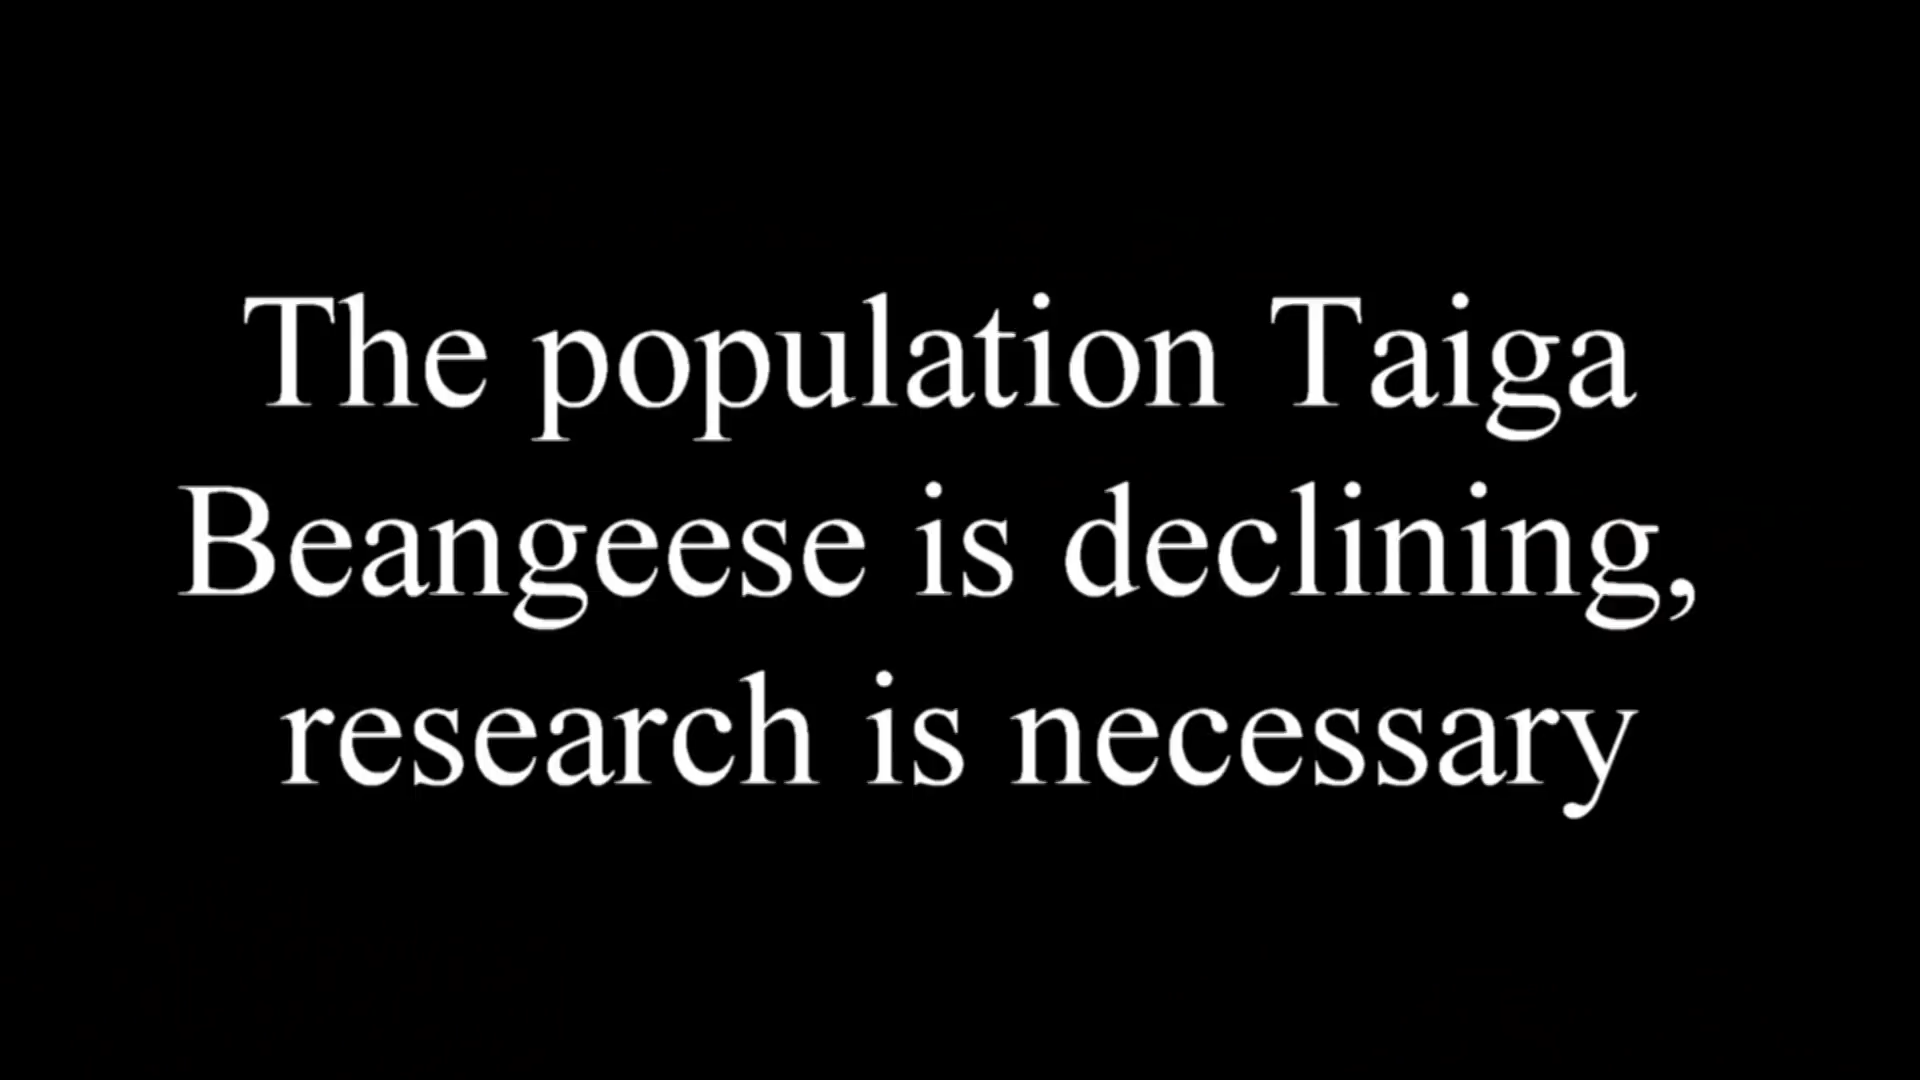 The population Taiga
Beangeese is declining,
research is necessary